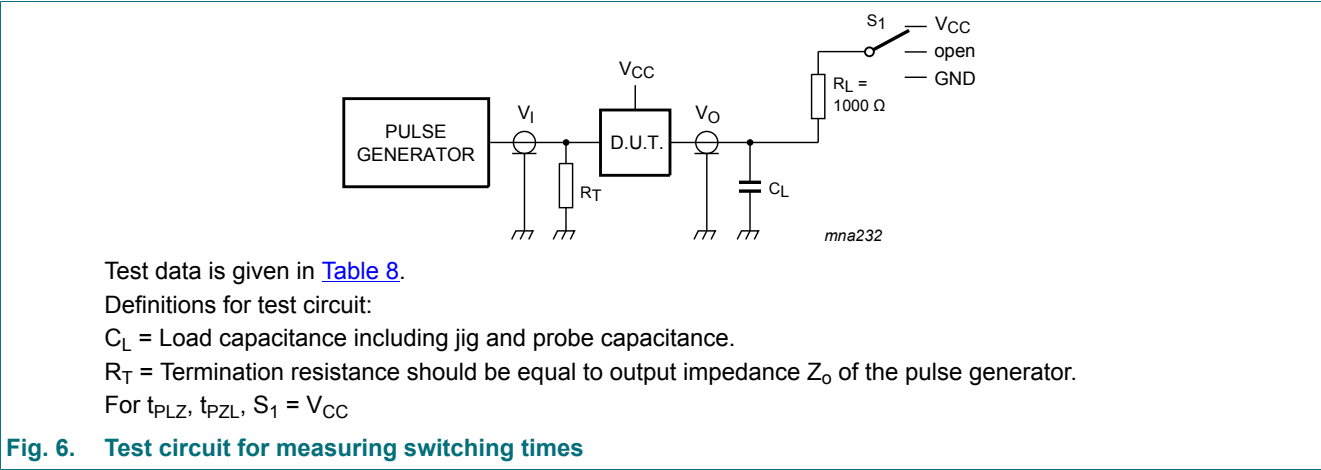 S1
VCC
open
GND
RL =
1000 Ω
VCC
PULSE
GENERATOR
VI
D.U.T.
VO
RT
CL
mna232
Test data is given in Table 8.
Definitions for test circuit:
CL = Load capacitance including jig and probe capacitance.
RT = Termination resistance should be equal to output impedance Zo of the pulse generator.
For tPLZ, tPZL, S1 = VCC
Fig. 6. Test circuit for measuring switching times